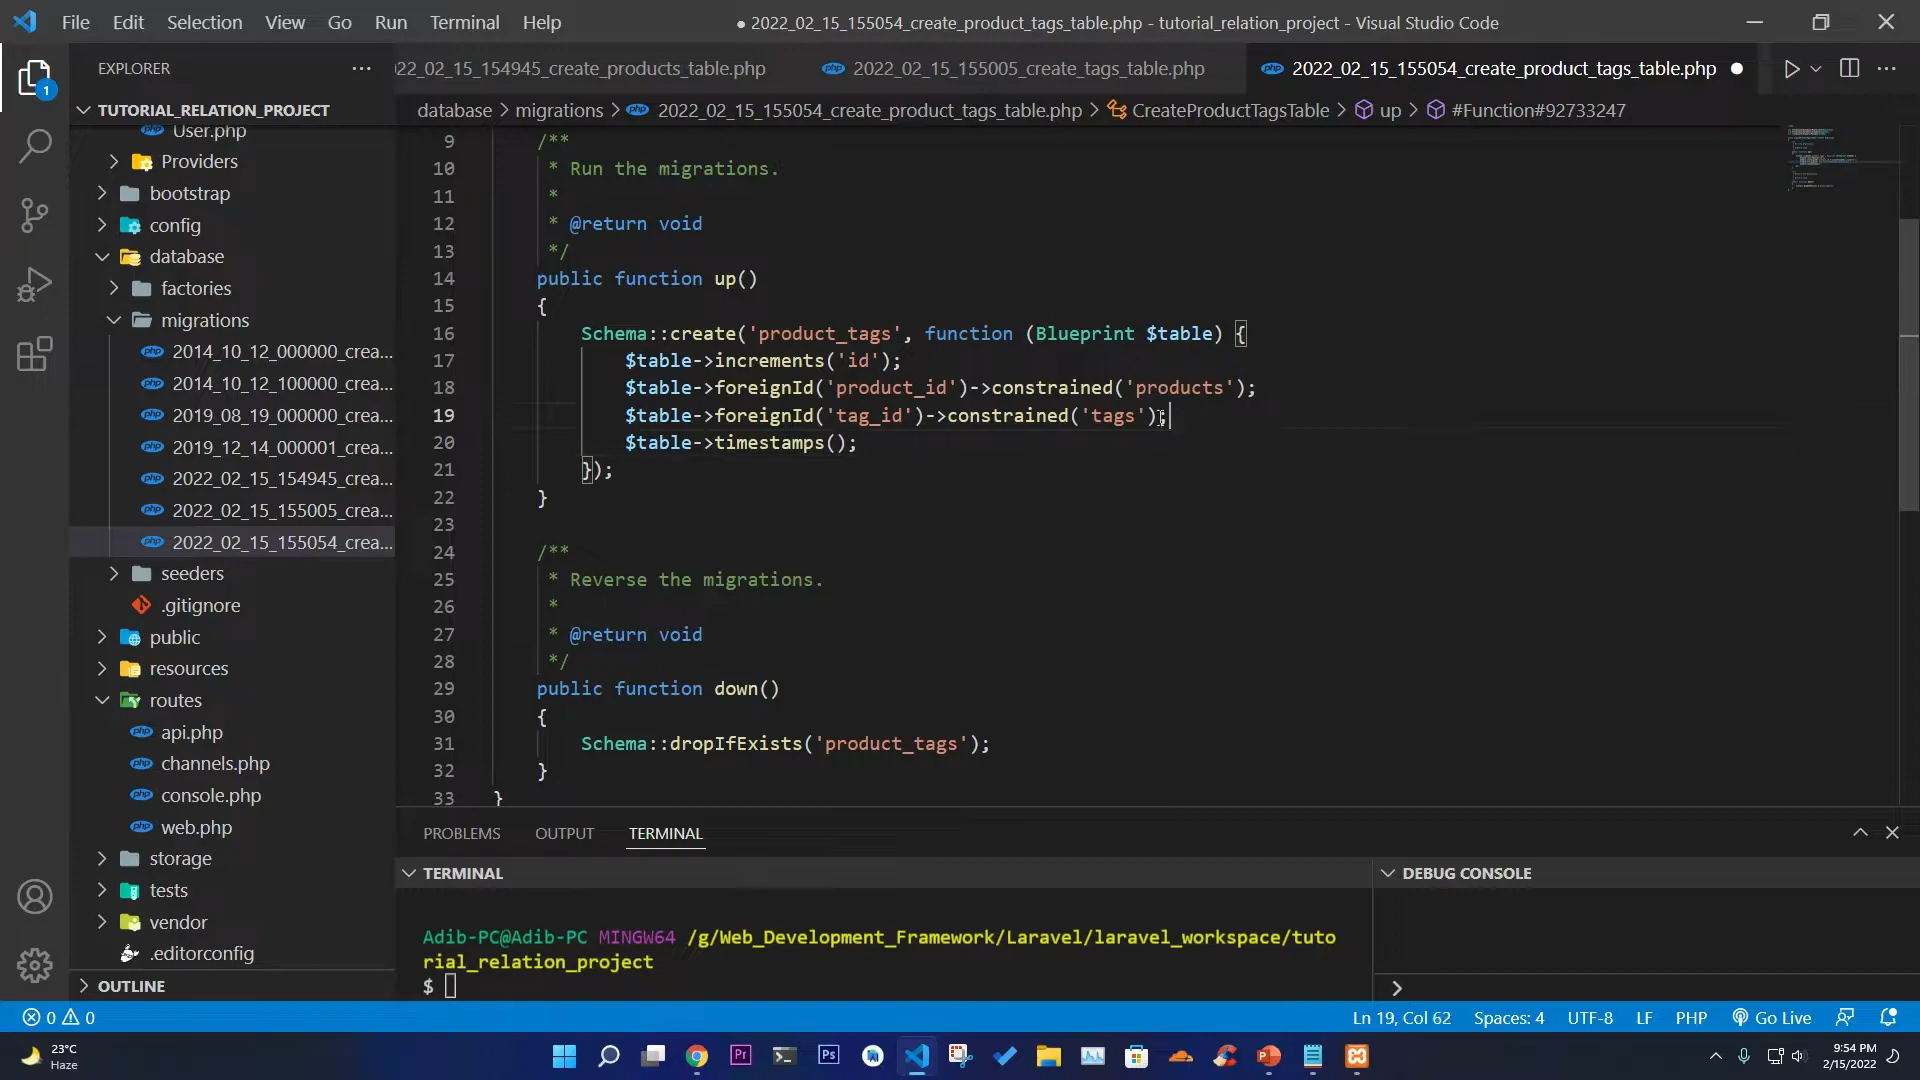 File Edit Selection View Go Run Terminal Help
● 2022_02_15_155054_create_product_tags_table.php - tutorial_relation_project - Visual Studio Code
EXPLORER
22_02_15_154945_create_products_table.php
2022_02_15_155005_create_tags_table.php
2022_02_15_155054_create_product_tags_table.php
TUTORIAL_RELATION_PROJECT
database > migrations > 2022_02_15_155054_create_product_tags_table.php > CreateProductTagsTable > up > #Function#92733247
1
User.php
Providers
bootstrap
config
database
factories
migrations
2014_10_12_000000_crea...
2014_10_12_100000_crea...
2019_08_19_000000_crea...
2019_12_14_000001_crea...
2022_02_15_154945_crea...
2022_02_15_155005_crea...
2022_02_15_155054_crea...
seeders
.gitignore
public
resources
routes
api.php
channels.php
console.php
web.php
storage
tests
vendor
.editorconfig
OUTLINE
9 /**
10 * Run the migrations.
11 *
12 * @return void
13 */
14 public function up()
15 {
16 Schema::create('product_tags', function (Blueprint $table) {
17 $table->increments('id');
18 $table->foreignId('product_id')->constrained('products');
19 $table->foreignId('tag_id')->constrained('tags');
20 $table->timestamps();
21 });
22 }
23
24 /**
25 * Reverse the migrations.
26 *
27 * @return void
28 */
29 public function down()
30 {
31 Schema::dropIfExists('product_tags');
32 }
33 }
PROBLEMS OUTPUT TERMINAL
TERMINAL
DEBUG CONSOLE
Adib-PC@Adib-PC MINGW64 /g/Web_Development_Framework/Laravel/laravel_workspace/tuto
rial_relation_project
$
0 0
Ln 19, Col 62 Spaces: 4 UTF-8 LF PHP Go Live
23°C
Haze
Pr
Ps
9:54 PM
2/15/2022